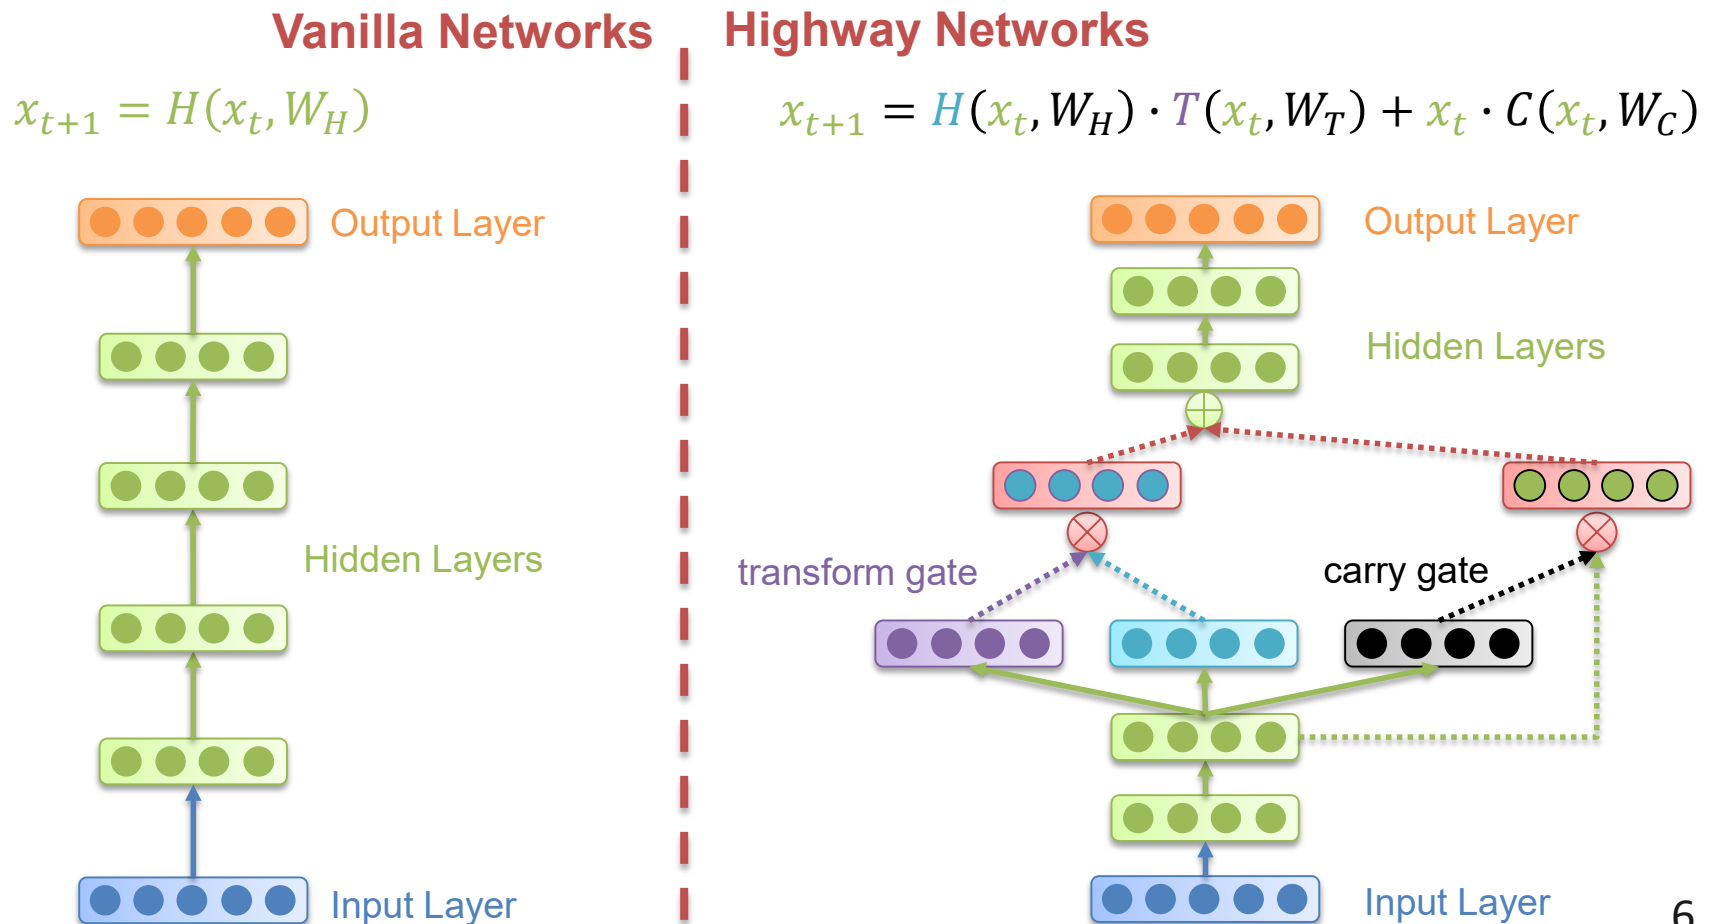 Vanilla Networks
Highway Networks
x_{t+1} = H(x_t, W_H)
x_{t+1} = H(x_t, W_H) · T(x_t, W_T) + x_t · C(x_t, W_C)
Output Layer
Output Layer
Hidden Layers
Hidden Layers
transform gate
carry gate
Input Layer
Input Layer
6